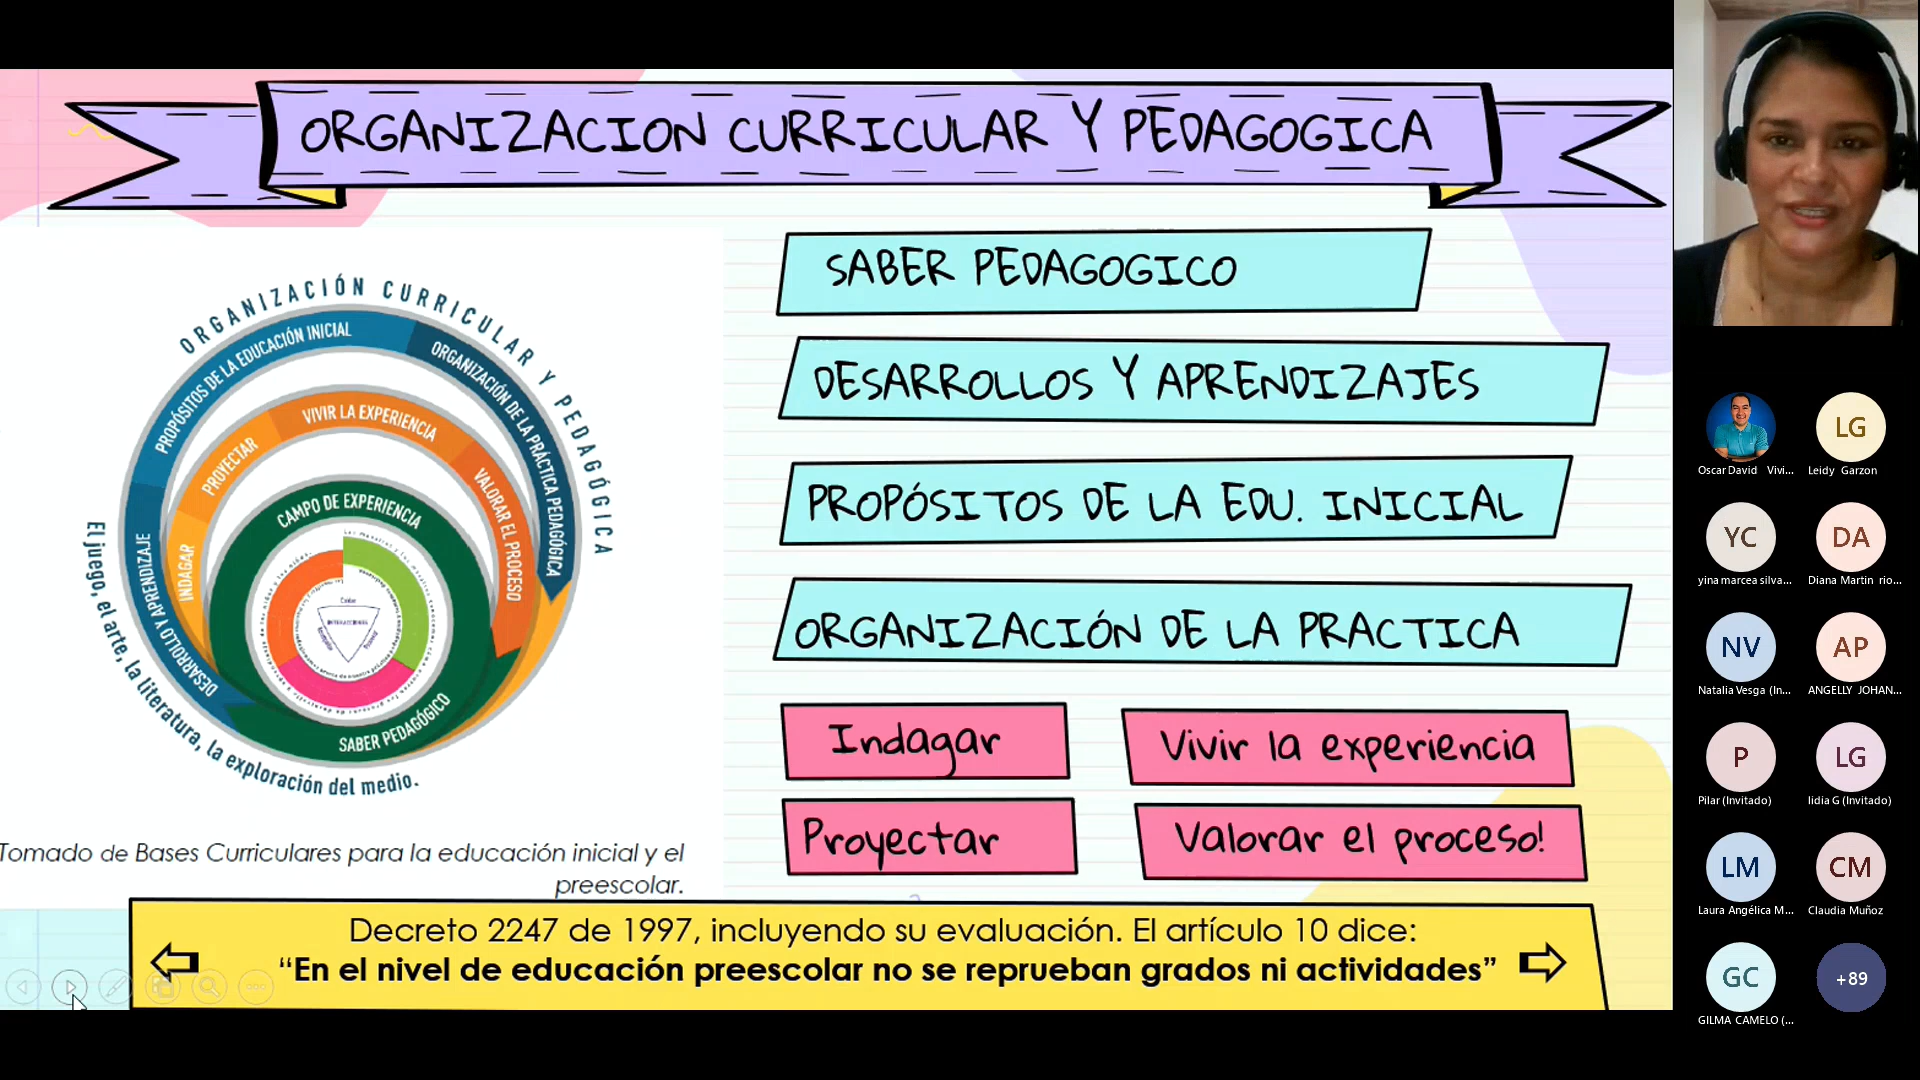 ORGANIZACION CURRICULAR Y PEDAGOGICA
ORGANIZACIÓN CURRICULAR Y PEDAGÓGICA
PROPÓSITOS DE LA EDUCACIÓN INICIAL
ORGANIZACIÓN DE LA PRÁCTICA PEDAGÓGICA
DESARROLLO Y APRENDIZAJE
INDAGAR
PROYECTAR
VIVIR LA EXPERIENCIA
VALORAR EL PROCESO
CAMPO DE EXPERIENCIA
SABER PEDAGÓGICO
El juego, el arte, la literatura, la exploración del medio.
Tomado de Bases Curriculares para la educación inicial y el
preescolar.
SABER PEDAGOGICO
DESARROLLOS Y APRENDIZAJES
PROPÓSITOS DE LA EDU. INICIAL
ORGANIZACIÓN DE LA PRACTICA
Indagar
Vivir la experiencia
Proyectar
Valorar el proceso!
Decreto 2247 de 1997, incluyendo su evaluación. El artículo 10 dice:
“En el nivel de educación preescolar no se reprueban grados ni actividades”
Oscar David Vivi...
LG
Leidy Garzon
YC
yina marcea silva...
DA
Diana Martin rio...
NV
Natalia Vesga (In...
AP
ANGELLY JOHAN...
P
Pilar (Invitado)
LG
lidia G (Invitado)
LM
Laura Angélica M...
CM
Claudia Muñoz
GC
GILMA CAMELO (...
+89